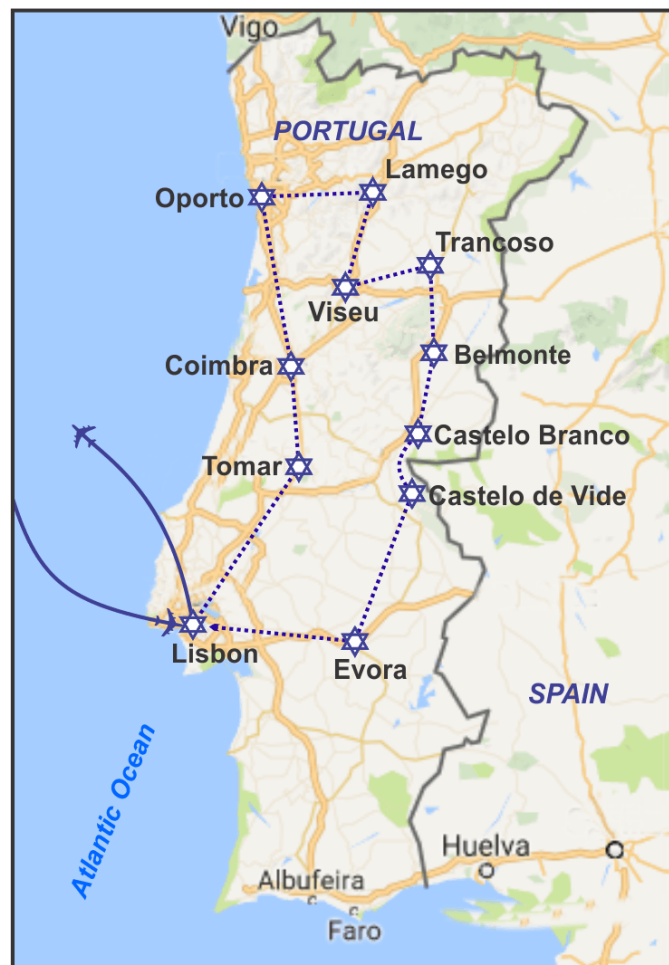 Vigo
PORTUGAL
Lamego
Oporto
Trancoso
Viseu
Belmonte
Coimbra
Castelo Branco
Tomar
Castelo de Vide
Lisbon
Evora
SPAIN
Atlantic Ocean
Huelva
Albufeira
Faro